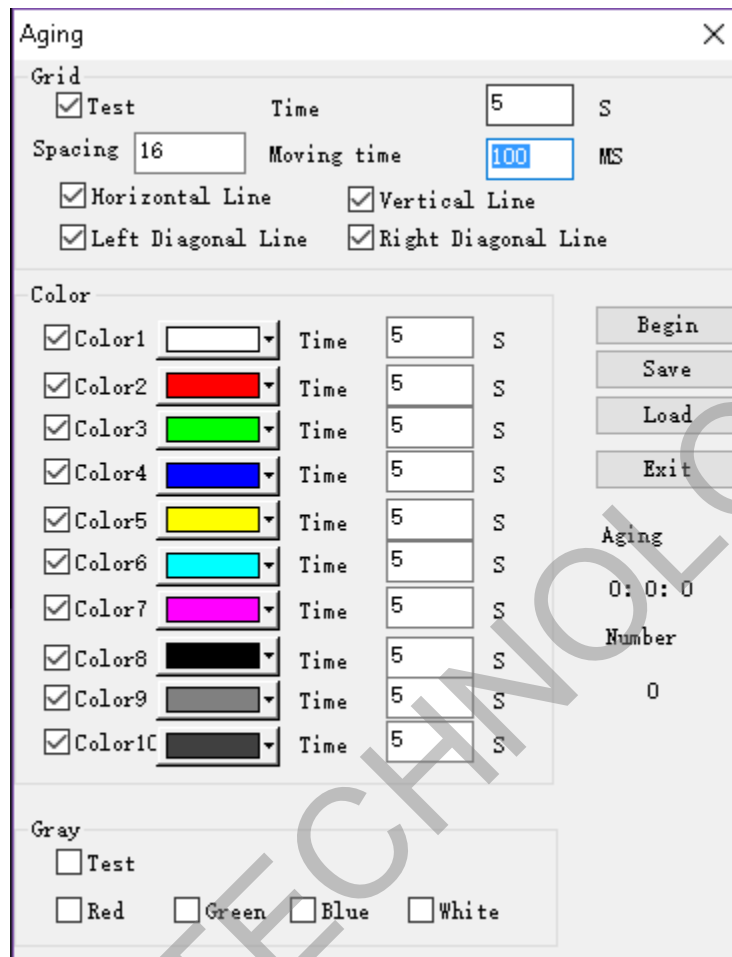 Aging
Grid
Test Time 5 S
Spacing 16 Moving time 100 MS
Horizontal Line Vertical Line
Left Diagonal Line Right Diagonal Line
Color
Color1 Time 5 S
Color2 Time 5 S
Color3 Time 5 S
Color4 Time 5 S
Color5 Time 5 S
Color6 Time 5 S
Color7 Time 5 S
Color8 Time 5 S
Color9 Time 5 S
Color10 Time 5 S
Begin
Save
Load
Exit
Aging
0: 0: 0
Number
0
Gray
Test
Red Green Blue White